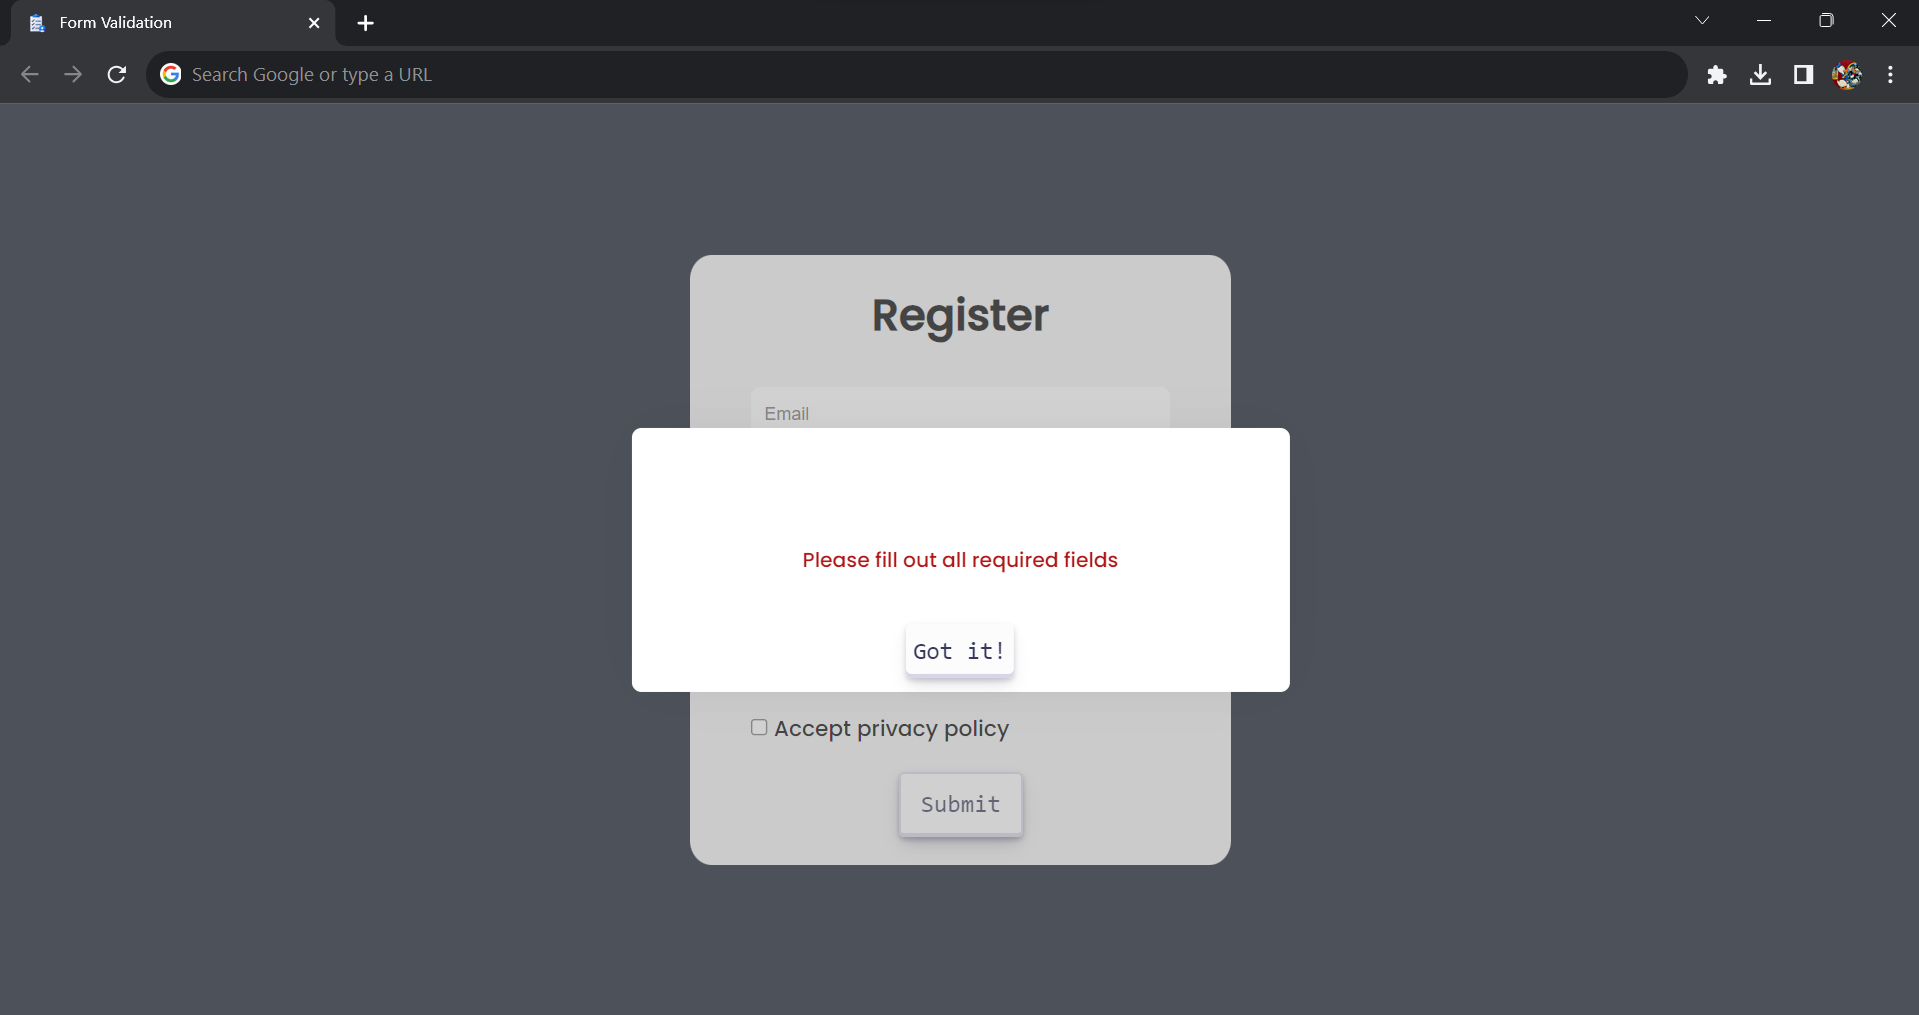 Form Validation
Search Google or type a URL
Register
Email
Please fill out all required fields
Got it!
Accept privacy policy
Submit